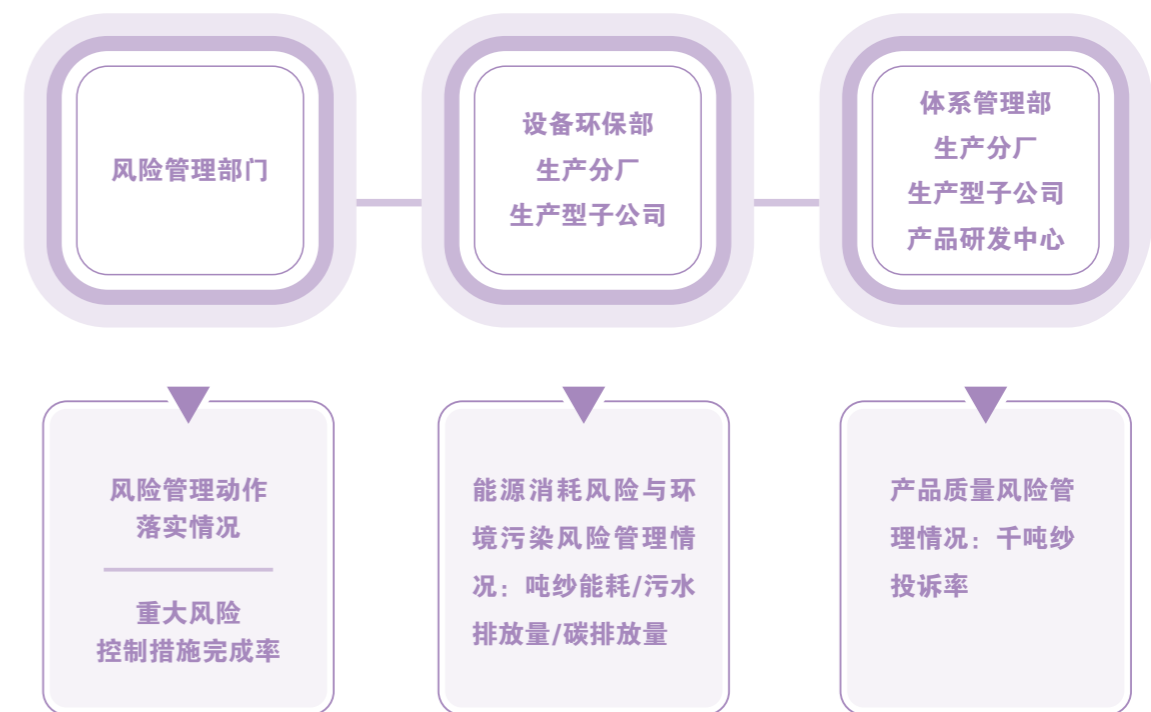 风险管理部门
设备环保部
生产分厂
生产型子公司
体系管理部
生产分厂
生产型子公司
产品研发中心
风险管理动作
落实情况
重大风险
控制措施完成率
能源消耗风险与环
境污染风险管理情
况：吨纱能耗/污水
排放量/碳排放量
产品质量风险管
理情况：千吨纱
投诉率